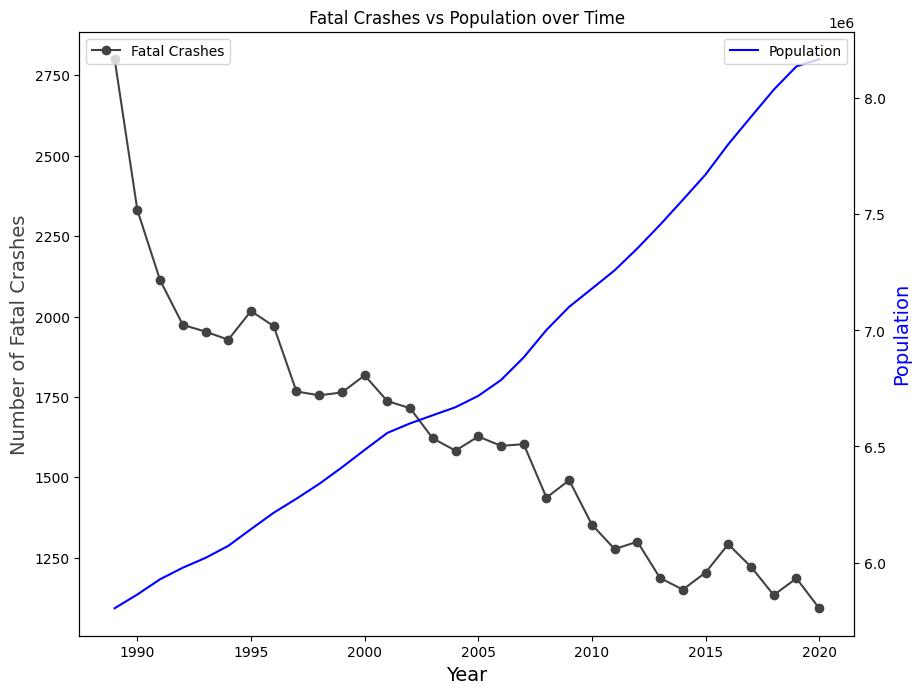 Fatal Crashes vs Population over Time
1e6
Fatal Crashes
Population
2750
2500
2250
2000
1750
1500
1250
Number of Fatal Crashes
8.0
7.5
7.0
6.5
6.0
Population
1990
1995
2000
2005
2010
2015
2020
Year